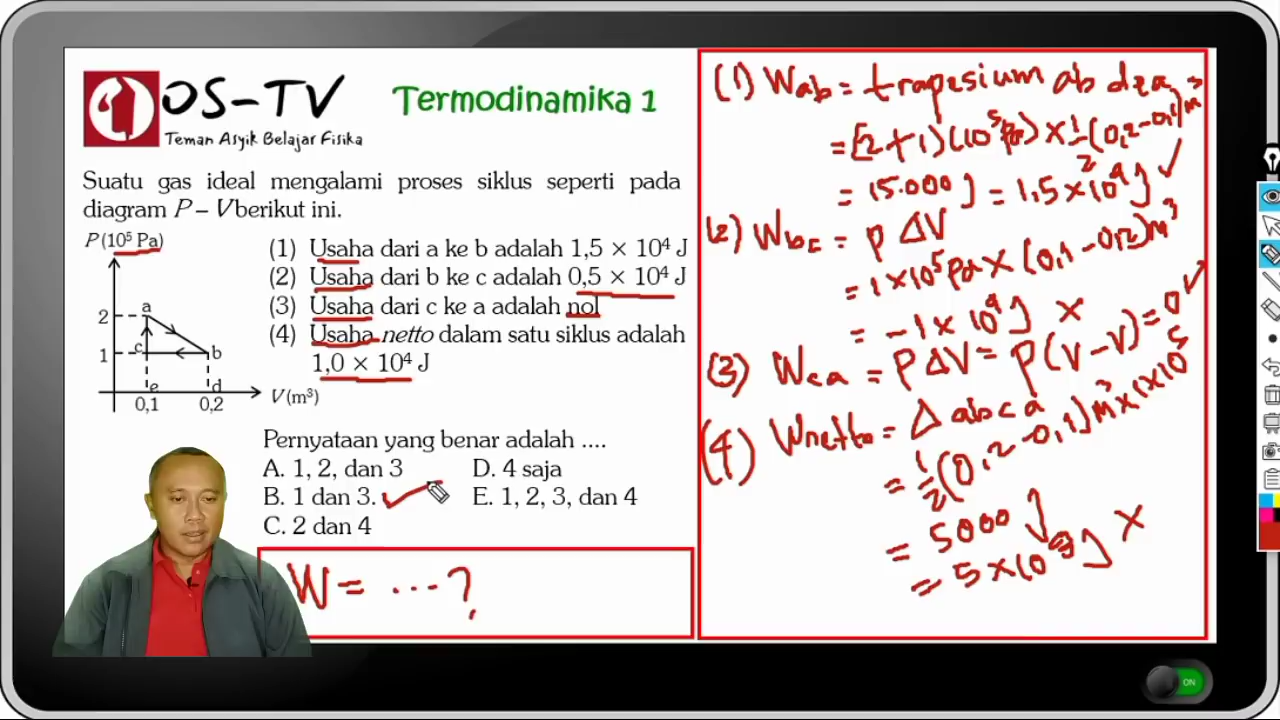 OS-TV
Teman Asyik Belajar Fisika
Termodinamika 1
Suatu gas ideal mengalami proses siklus seperti pada
diagram P – V berikut ini.
P (10⁵ Pa)
2
1
a
b
c
e
d
0,1
0,2
V (m³)
(1) Usaha dari a ke b adalah 1,5 × 10⁴ J
(2) Usaha dari b ke c adalah 0,5 × 10⁴ J
(3) Usaha dari c ke a adalah nol
(4) Usaha netto dalam satu siklus adalah
1,0 × 10⁴ J
Pernyataan yang benar adalah ....
A. 1, 2, dan 3
B. 1 dan 3.
C. 2 dan 4
D. 4 saja
E. 1, 2, 3, dan 4
W = ... ?
(1) Wab = trapesium ab dea
= (2+1)(10⁵ Pa) × 1/2 (0,2-0,1)m³
= 15.000 J = 1,5 × 10⁴ J ✓
(2) Wbc = P ΔV
= 1×10⁵ Pa × (0,1-0,2) m³
= -1 × 10⁴ J ×
(3) Wca = P ΔV = P (V-V) = 0 ✓
(4) Wnetto = Δ abca
= 1/2 (0,2-0,1) m³ × 1×10⁵
= 5000 J
= 5 × 10³ J ×
ON